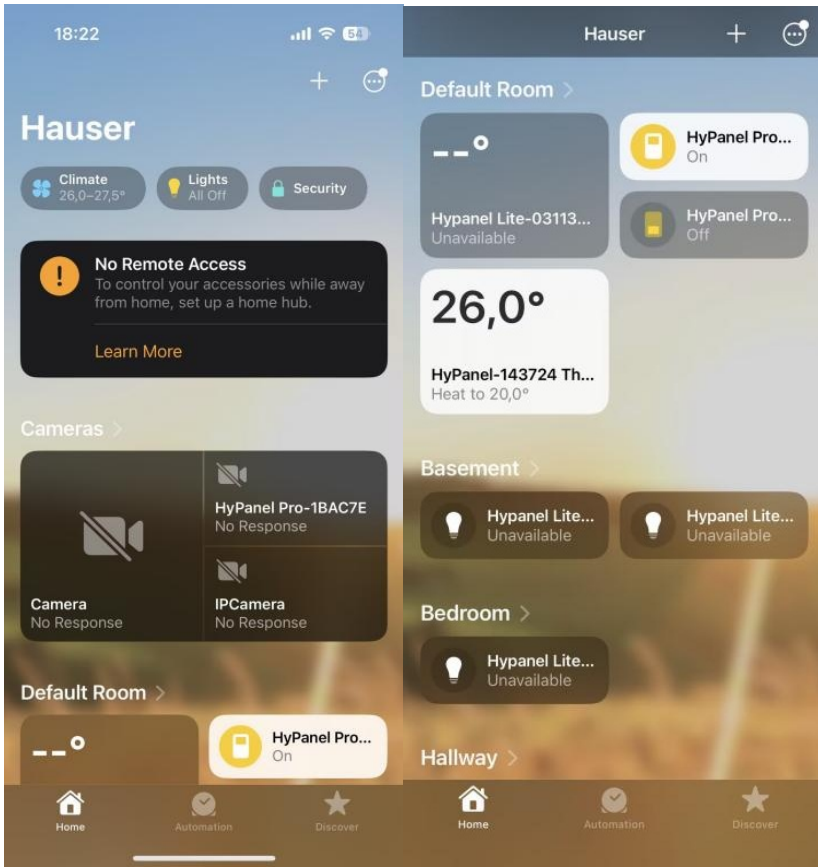 18:22
54
Hauser
Climate
26,0–27,5°
Lights
All Off
Security
No Remote Access
To control your accessories while away
from home, set up a home hub.
Learn More
Cameras
HyPanel Pro-1BAC7E
No Response
Camera
No Response
IPCamera
No Response
Default Room
--°
HyPanel Pro...
On
Home
Automation
Discover
Hauser
Default Room
--°
Hypanel Lite-03113...
Unavailable
HyPanel Pro...
On
HyPanel Pro...
Off
26,0°
HyPanel-143724 Th...
Heat to 20,0°
Basement
Hypanel Lite...
Unavailable
Hypanel Lite...
Unavailable
Bedroom
Hypanel Lite...
Unavailable
Hallway
Home
Automation
Discover